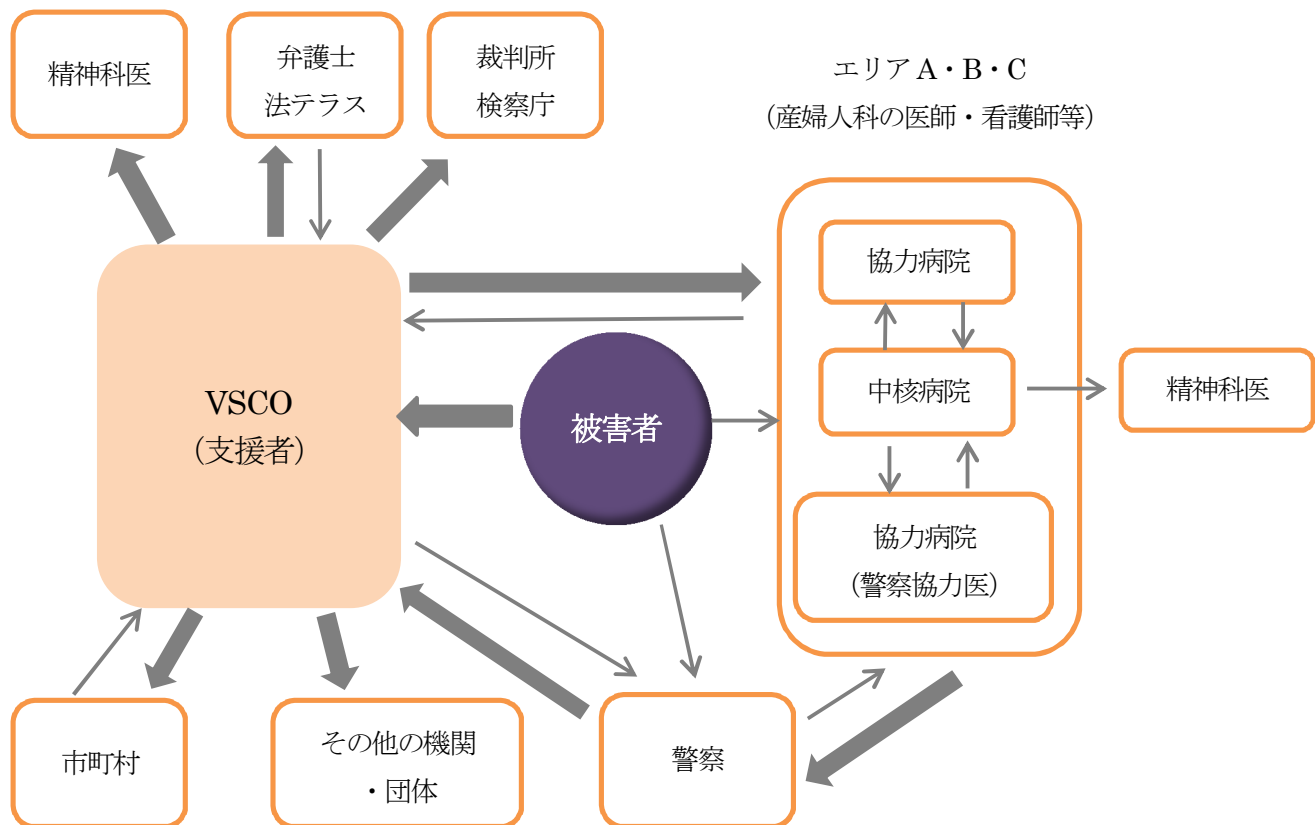 精神科医
弁護士
法テラス
裁判所
検察庁
エリア A・B・C
（産婦人科の医師・看護師等）
協力病院
中核病院
精神科医
VSCO
（支援者）
被害者
協力病院
（警察協力医）
市町村
その他の機関
・団体
警察